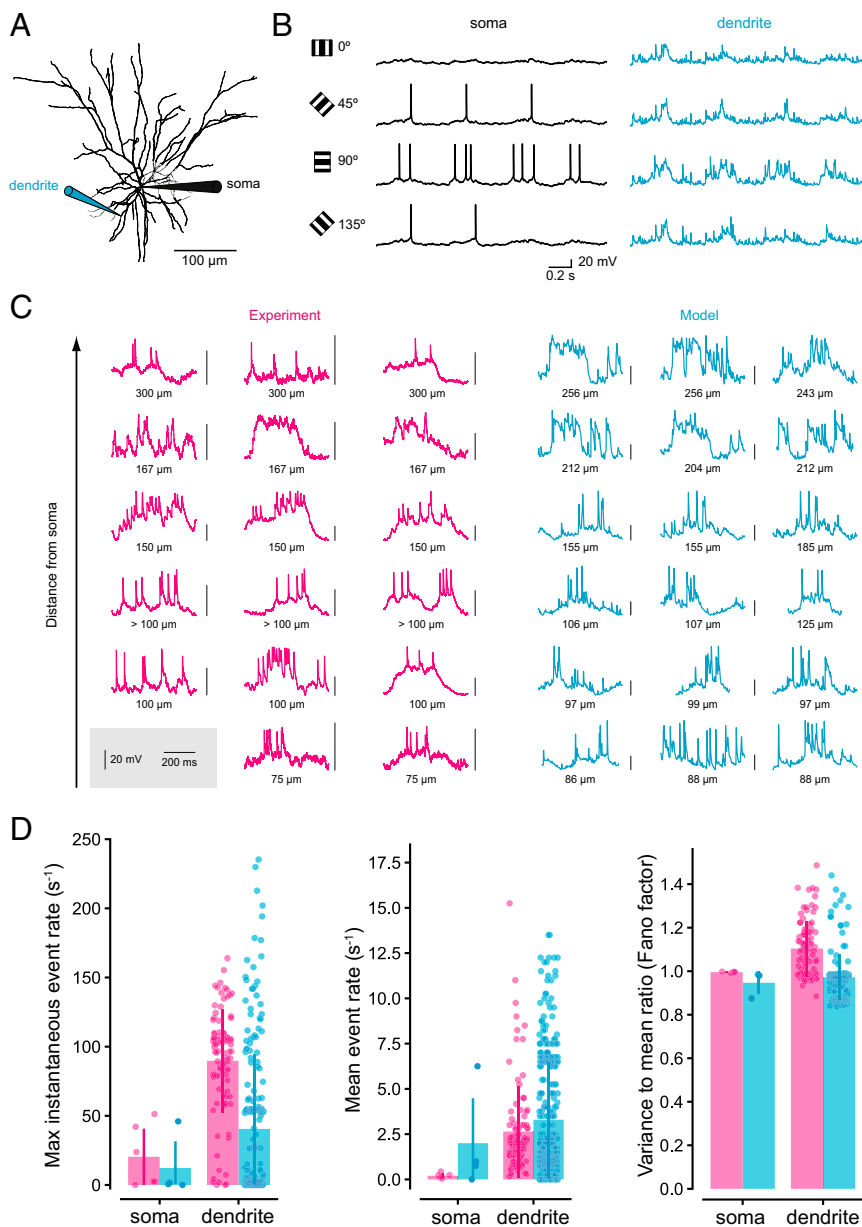 A
dendrite
soma
100 µm
B
soma
dendrite
0º
45º
90º
135º
20 mV
0.2 s
C
Experiment
Model
Distance from soma
300 µm
300 µm
300 µm
256 µm
256 µm
243 µm
167 µm
167 µm
167 µm
212 µm
204 µm
212 µm
150 µm
150 µm
150 µm
155 µm
155 µm
185 µm
> 100 µm
> 100 µm
> 100 µm
106 µm
107 µm
125 µm
100 µm
100 µm
100 µm
97 µm
99 µm
97 µm
20 mV
200 ms
75 µm
75 µm
86 µm
88 µm
88 µm
D
Max instantaneous event rate (s⁻¹)
250
200
150
100
50
0
soma
dendrite
Mean event rate (s⁻¹)
17.5
15.0
12.5
10.0
7.5
5.0
2.5
0.0
soma
dendrite
Variance to mean ratio (Fano factor)
1.4
1.2
1.0
0.8
0.6
0.4
0.2
0.0
soma
dendrite